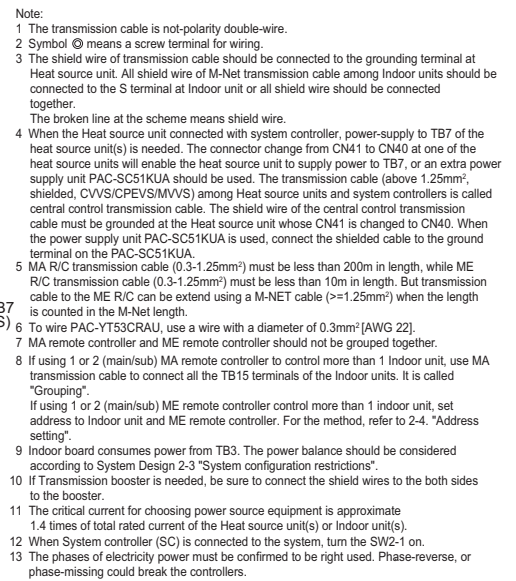 Note:
1 The transmission cable is not-polarity double-wire.
2 Symbol ◎ means a screw terminal for wiring.
3 The shield wire of transmission cable should be connected to the grounding terminal at
Heat source unit. All shield wire of M-Net transmission cable among Indoor units should be
connected to the S terminal at Indoor unit or all shield wire should be connected
together.
The broken line at the scheme means shield wire.
4 When the Heat source unit connected with system controller, power-supply to TB7 of the
heat source unit(s) is needed. The connector change from CN41 to CN40 at one of the
heat source units will enable the heat source unit to supply power to TB7, or an extra power
supply unit PAC-SC51KUA should be used. The transmission cable (above 1.25mm²,
shielded, CVVS/CPEVS/MVVS) among Heat source units and system controllers is called
central control transmission cable. The shield wire of the central control transmission
cable must be grounded at the Heat source unit whose CN41 is changed to CN40. When
the power supply unit PAC-SC51KUA is used, connect the shielded cable to the ground
terminal on the PAC-SC51KUA.
5 MA R/C transmission cable (0.3-1.25mm²) must be less than 200m in length, while ME
R/C transmission cable (0.3-1.25mm²) must be less than 10m in length. But transmission
cable to the ME R/C can be extend using a M-NET cable (>=1.25mm²) when the length
is counted in the M-Net length.
B7
S)
6 To wire PAC-YT53CRAU, use a wire with a diameter of 0.3mm² [AWG 22].
7 MA remote controller and ME remote controller should not be grouped together.
8 If using 1 or 2 (main/sub) MA remote controller to control more than 1 Indoor unit, use MA
transmission cable to connect all the TB15 terminals of the Indoor units. It is called
"Grouping".
If using 1 or 2 (main/sub) ME remote controller control more than 1 indoor unit, set
address to Indoor unit and ME remote controller. For the method, refer to 2-4. "Address
setting".
9 Indoor board consumes power from TB3. The power balance should be considered
according to System Design 2-3 "System configuration restrictions".
10 If Transmission booster is needed, be sure to connect the shield wires to the both sides
to the booster.
11 The critical current for choosing power source equipment is approximate
1.4 times of total rated current of the Heat source unit(s) or Indoor unit(s).
12 When System controller (SC) is connected to the system, turn the SW2-1 on.
13 The phases of electricity power must be confirmed to be right used. Phase-reverse, or
phase-missing could break the controllers.